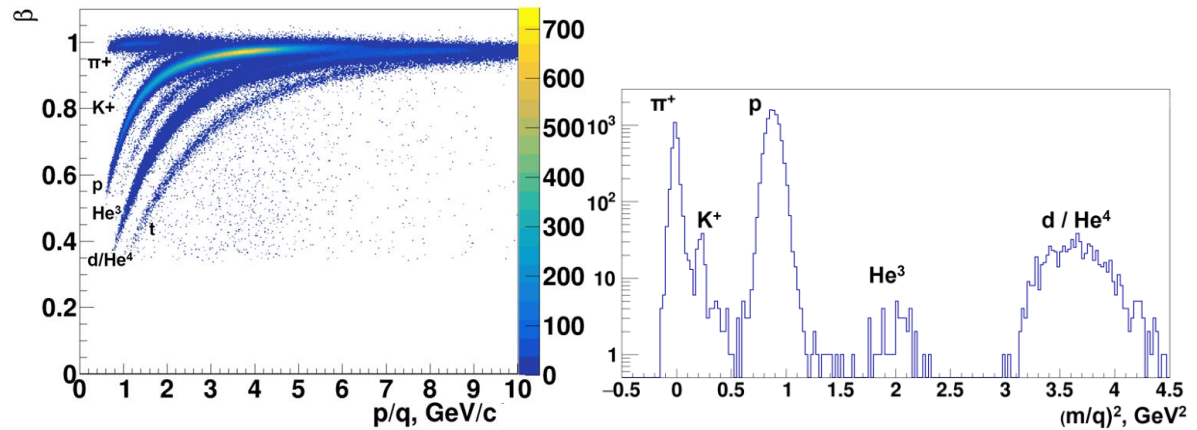 β
1
0.8
0.6
0.4
0.2
0
π+
K+
p
He³
d/He⁴
t
0 1 2 3 4 5 6 7 8 9 10
p/q, GeV/c
700
600
500
400
300
200
100
0
10³
10²
10
1
π⁺
K⁺
p
He³
d / He⁴
−0.5 0 0.5 1 1.5 2 2.5 3 3.5 4 4.5
(m/q)², GeV²